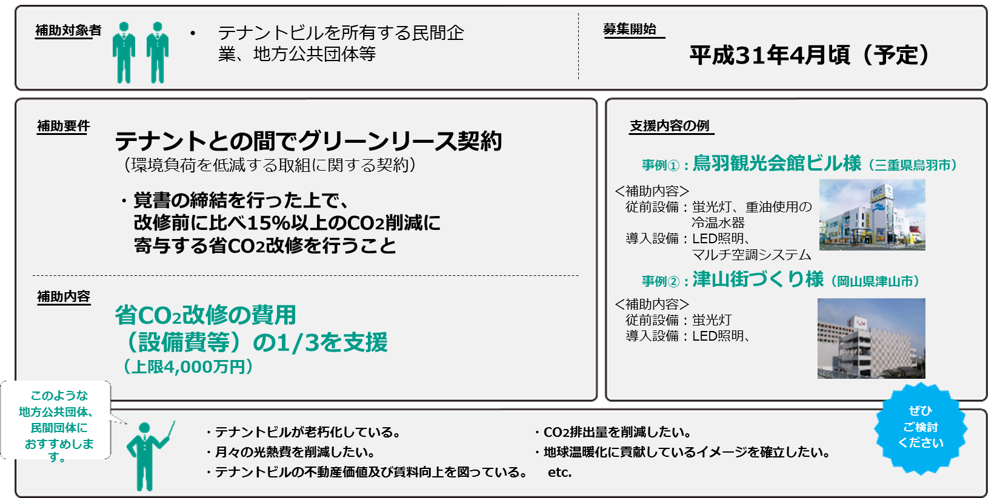 補助対象者
• テナントビルを所有する民間企
業、地方公共団体等
募集開始
平成31年4月頃（予定）
補助要件
テナントとの間でグリーンリース契約
（環境負荷を低減する取組に関する契約）
・覚書の締結を行った上で、
改修前に比べ15%以上のCO2削減に
寄与する省CO2改修を行うこと
補助内容
省CO2改修の費用
（設備費等）の1/3を支援
（上限4,000万円）
支援内容の例
事例①：鳥羽観光会館ビル様（三重県鳥羽市）
＜補助内容＞
従前設備：蛍光灯、重油使用の
冷温水器
導入設備：LED照明、
マルチ空調システム
事例②：津山街づくり様（岡山県津山市）
＜補助内容＞
従前設備：蛍光灯
導入設備：LED照明、
このような
地方公共団体、
民間団体に
おすすめしま
す。
・テナントビルが老朽化している。
・月々の光熱費を削減したい。
・テナントビルの不動産価値及び賃料向上を図っている。
・CO2排出量を削減したい。
・地球温暖化に貢献しているイメージを確立したい。
etc.
ぜひ
ご検討
ください